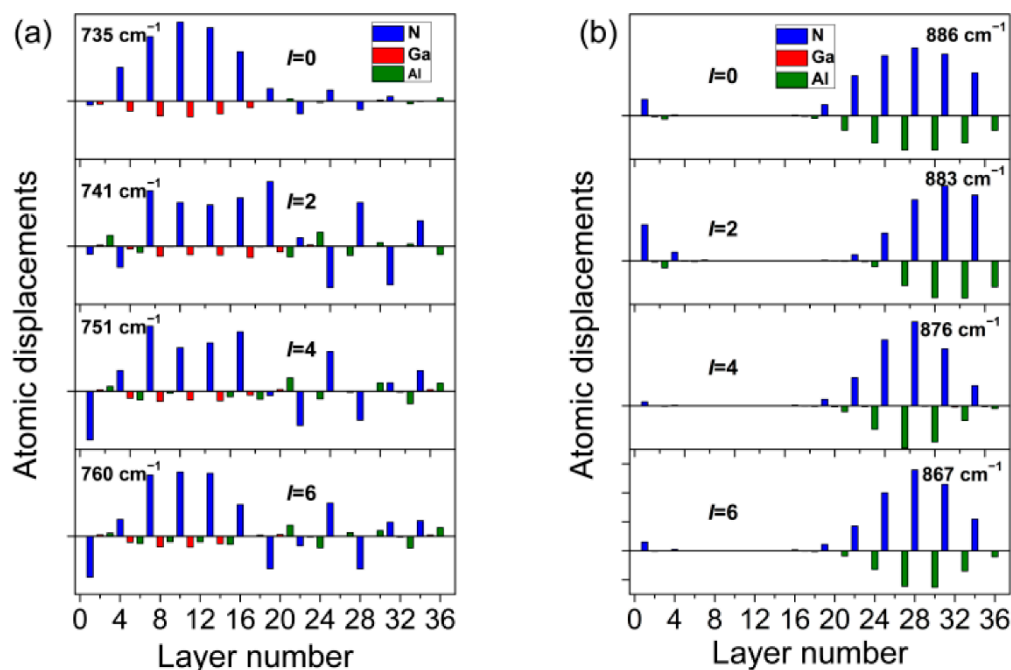 (a)
Atomic displacements
735 cm⁻¹
l=0
N
Ga
Al
741 cm⁻¹
l=2
751 cm⁻¹
l=4
760 cm⁻¹
l=6
0 4 8 12 16 20 24 28 33 36
Layer number
(b)
Atomic displacements
886 cm⁻¹
l=0
N
Ga
Al
883 cm⁻¹
l=2
876 cm⁻¹
l=4
867 cm⁻¹
l=6
0 4 8 12 12 16 20 24 28 33 36
Layer number